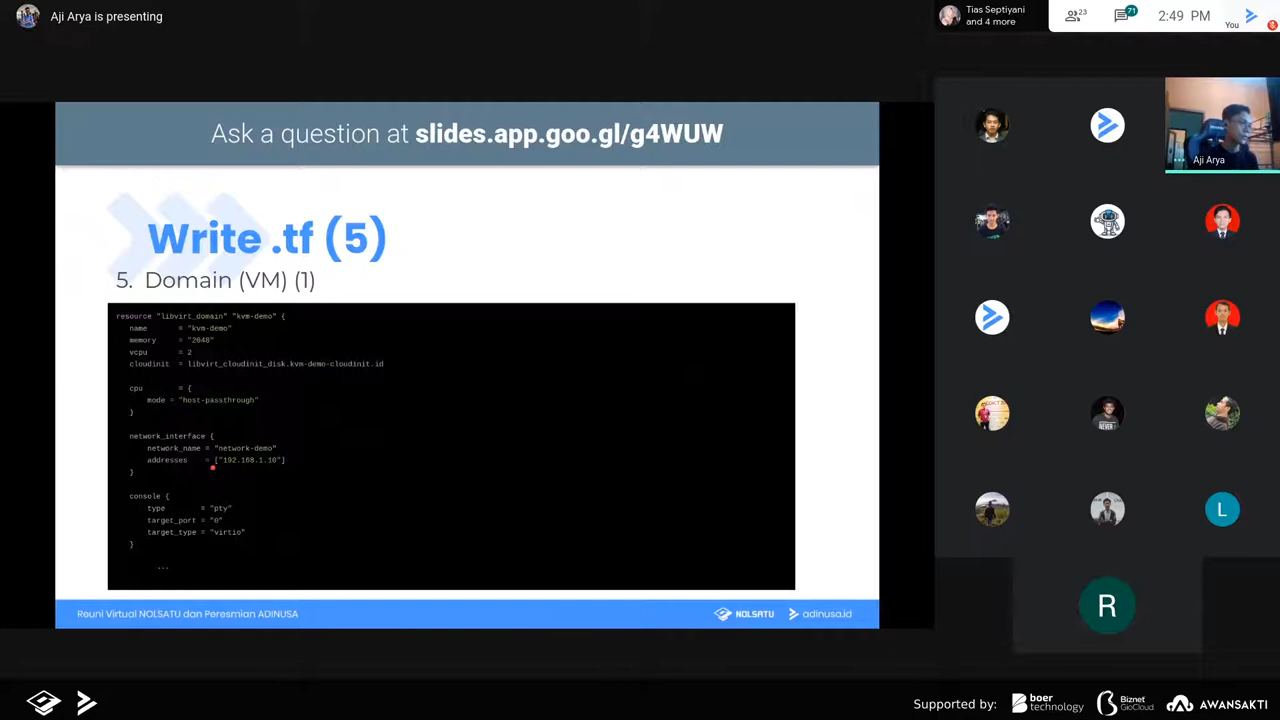 Aji Arya is presenting
Tias Septiyani
and 4 more
23
71
2:49 PM
You
Ask a question at slides.app.goo.gl/g4WUW
Write .tf (5)
5. Domain (VM) (1)
resource "libvirt_domain" "kvm-demo" {
name = "kvm-demo"
memory = "2048"
vcpu = 2
cloudinit = libvirt_cloudinit_disk.kvm-demo-cloudinit.id
cpu = {
mode = "host-passthrough"
}
network_interface {
network_name = "network-demo"
addresses = ["192.168.1.10"]
}
console {
type = "pty"
target_port = "0"
target_type = "virtio"
}
...
Reuni Virtual NOLSATU dan Peresmian ADINUSA
NOLSATU
adinusa.id
Aji Arya
L
R
Supported by:
boer
technology
Biznet
GioCloud
AWANSAKTI